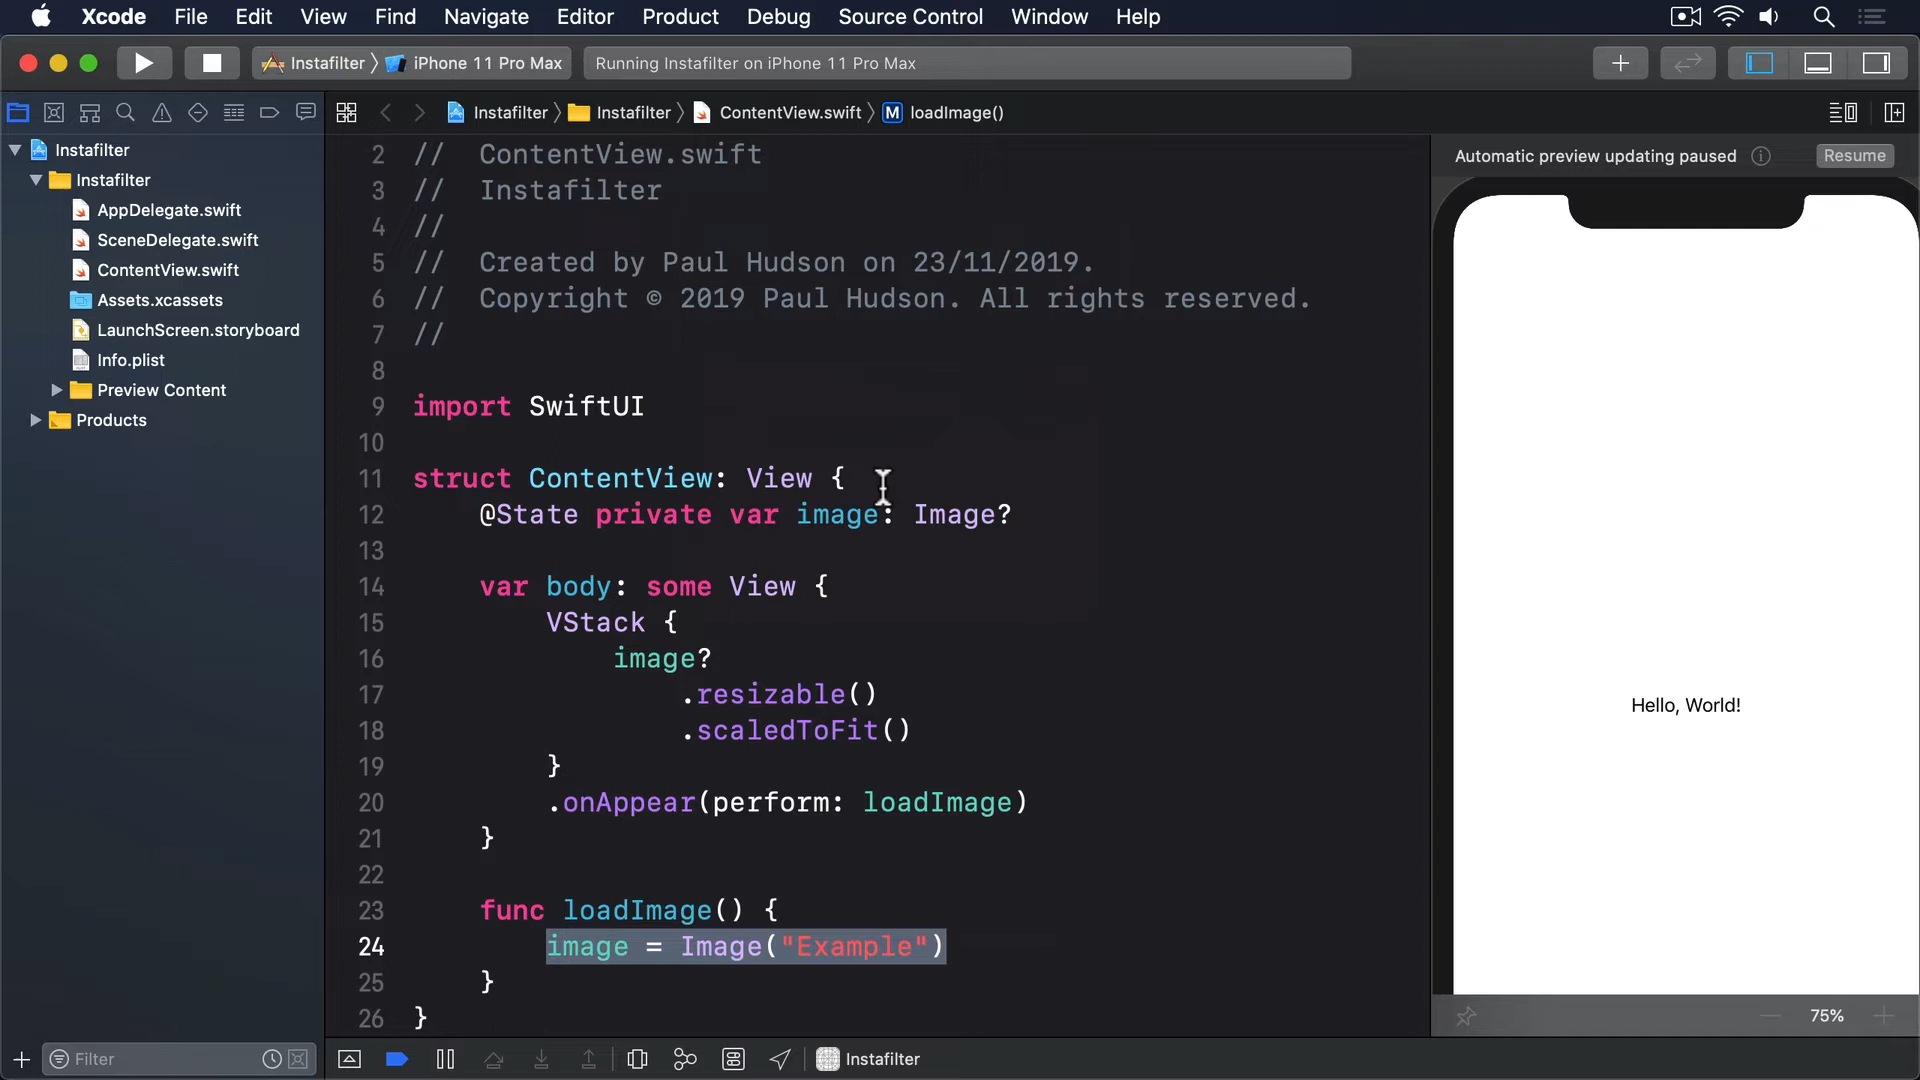 Xcode File Edit View Find Navigate Editor Product Debug Source Control Window Help
Instafilter iPhone 11 Pro Max Running Instafilter on iPhone 11 Pro Max
Instafilter Instafilter ContentView.swift M loadImage()
Instafilter
Instafilter
AppDelegate.swift
SceneDelegate.swift
ContentView.swift
Assets.xcassets
LaunchScreen.storyboard
Info.plist
Preview Content
Products
2 // ContentView.swift
3 // Instafilter
4 //
5 // Created by Paul Hudson on 23/11/2019.
6 // Copyright © 2019 Paul Hudson. All rights reserved.
7 //
8
9 import SwiftUI
10
11 struct ContentView: View {
12 @State private var image: Image?
13
14 var body: some View {
15 VStack {
16 image?
17 .resizable()
18 .scaledToFit()
19 }
20 .onAppear(perform: loadImage)
21 }
22
23 func loadImage() {
24 image = Image("Example")
25 }
26 }
Automatic preview updating paused Resume
Hello, World!
75%
Filter
Instafilter